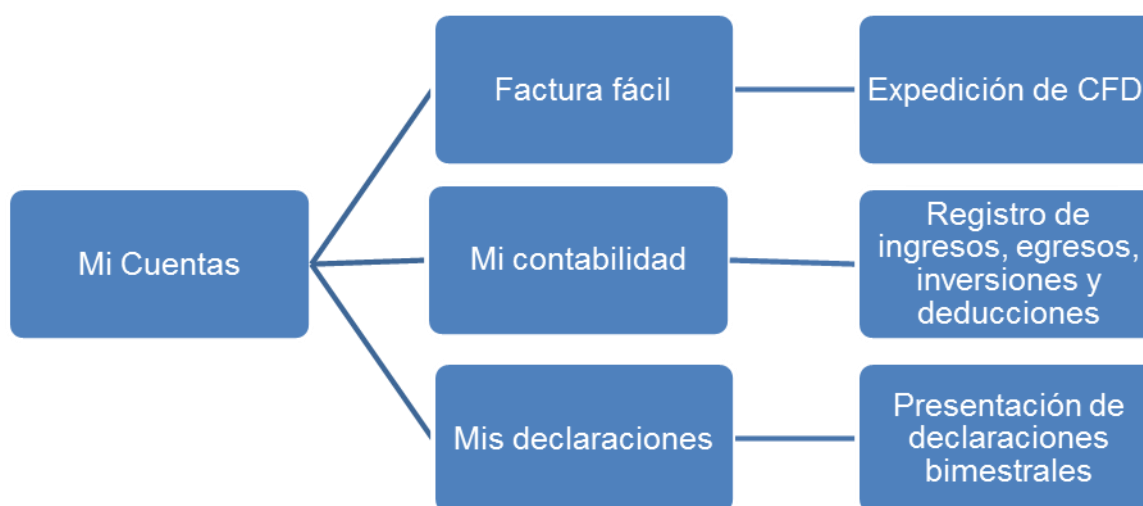 Factura fácil
Expedición de CFD
Mi Cuentas
Mi contabilidad
Registro de
ingresos, egresos,
inversiones y
deducciones
Mis declaraciones
Presentación de
declaraciones
bimestrales